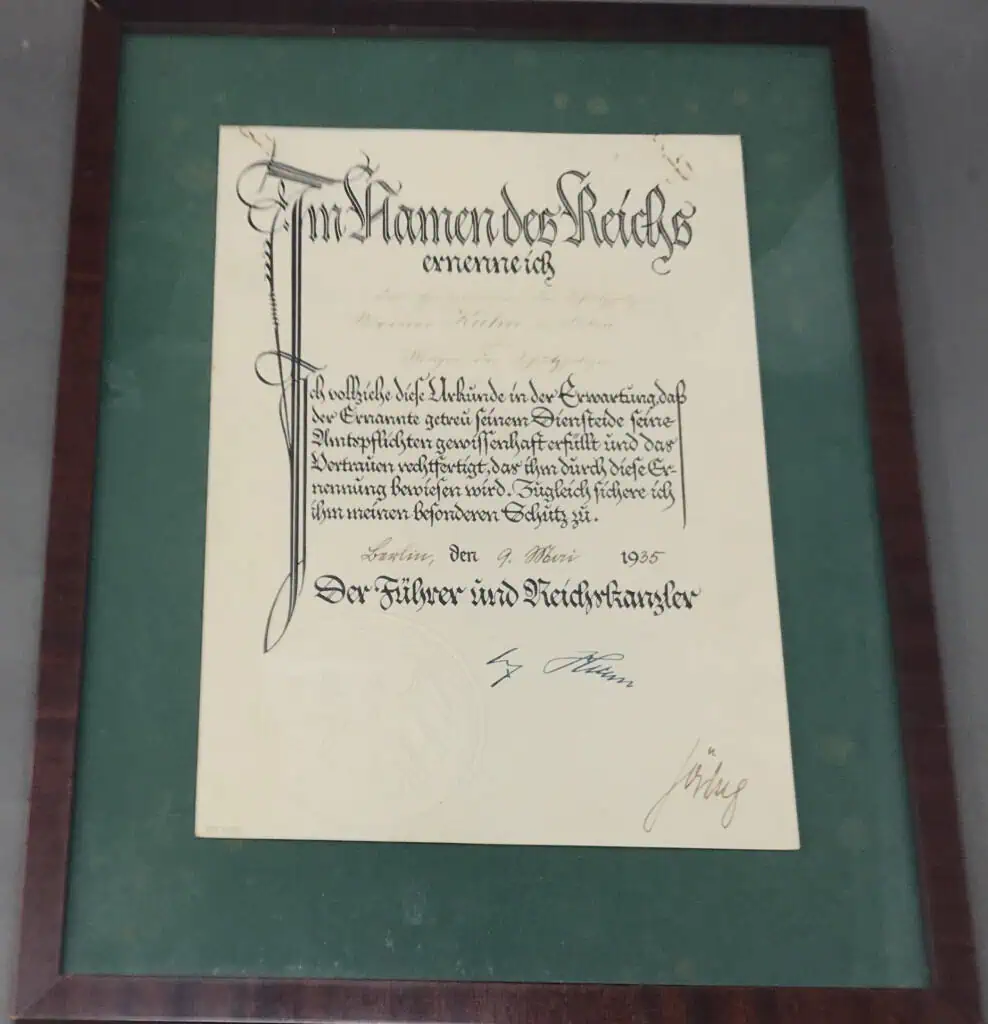 Im Namen des Reichs
ernenne ich
Kuhn
Ich vollziehe diese Urkunde in der Erwartung, daß
der Ernannte getreu seinem Diensteide seine
Amtspflichten gewissenhaft erfüllt und das
Vertrauen rechtfertigt, das ihm durch diese Er-
nennung bewiesen wird. Zugleich sichere ich
ihm meinen besonderen Schutz zu.
Berlin, den 9. Mai 1935
Der Führer und Reichskanzler
Göring